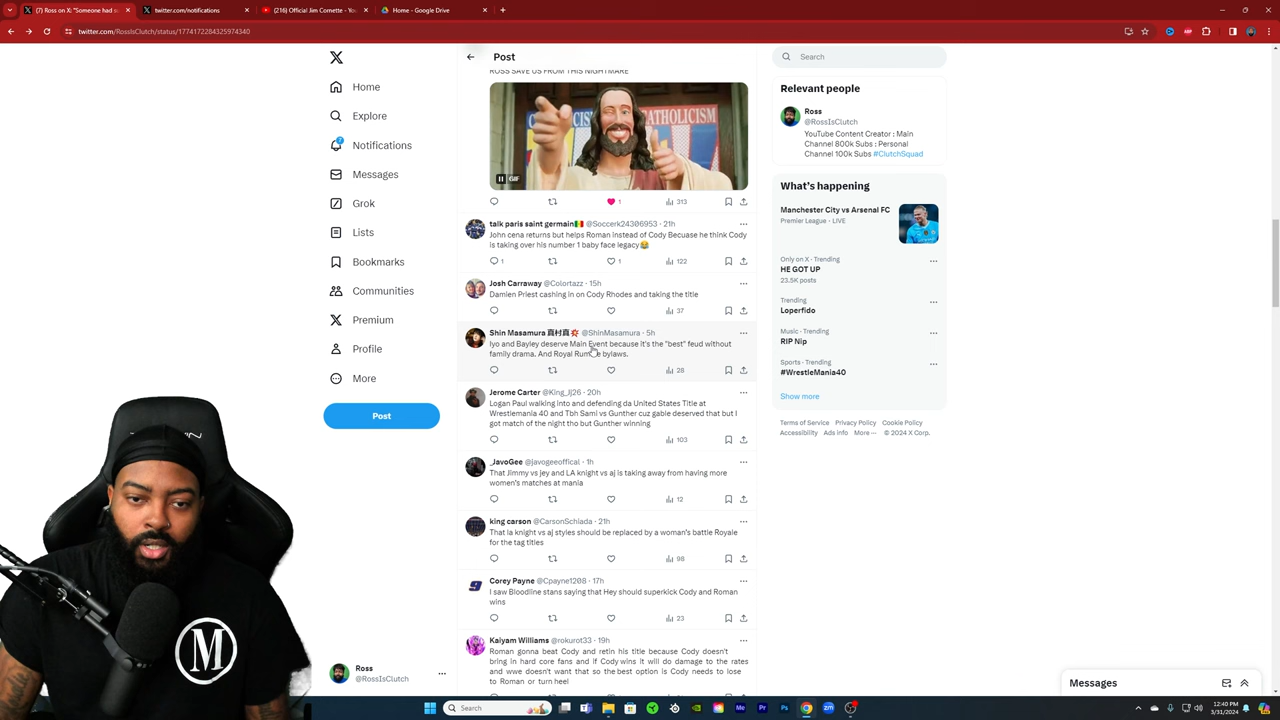 (7) Ross on X: "Someone had s
twitter.com/notifications
(216) Official Jim Cornette - Yo
Home - Google Drive
twitter.com/RossIsClutch/status/1774172284325974340
Post
Search
ROSS SAVE US FROM THIS NIGHTMARE
CATHOLICISM
GIF
1
313
talk paris saint germain🇸🇳 @Soccerk24306953 · 21h
John cena returns but helps Roman instead of Cody Becuase he think Cody
is taking over his number 1 baby face legacy😂
1
1
122
Josh Carraway @Colortazz · 15h
Damien Priest cashing in on Cody Rhodes and taking the title
37
Shin Masamura 真村真💥 @ShinMasamura · 5h
Iyo and Bayley deserve Main Event because it's the "best" feud without
family drama. And Royal Rumble bylaws.
28
Jerome Carter @King_Jj26 · 20h
Logan Paul walking into and defending da United States Title at
Wrestlemania 40 and Tbh Sami vs Gunther cuz gable deserved that but I
got match of the night tho but Gunther winning
103
_JavoGee @javogeeoffical · 1h
That Jimmy vs jey and LA knight vs aj is taking away from having more
women's matches at mania
12
king carson @CarsonSchiada · 21h
That la knight vs aj styles should be replaced by a woman's battle Royale
for the tag titles
98
Corey Payne @Cpayne1208 · 17h
I saw Bloodline stans saying that Hey should superkick Cody and Roman
wins
23
Kaiyam Williams @rokurot33 · 19h
Roman gonna beat Cody and retin his title because Cody doesn't
bring in hard core fans and if Cody wins it will do damage to the rates
and wwe doesn't want that so the best option is Cody needs to lose
to Roman or turn heel
Home
Explore
7
Notifications
Messages
Grok
Lists
Bookmarks
Communities
Premium
Profile
More
Post
Ross
@RossIsClutch
Relevant people
Ross
@RossIsClutch
YouTube Content Creator : Main
Channel 800k Subs : Personal
Channel 100k Subs #ClutchSquad
What's happening
Manchester City vs Arsenal FC
Premier League · LIVE
Only on X · Trending
HE GOT UP
23.5K posts
Trending
Loperfido
Music · Trending
RIP Nip
Sports · Trending
#WrestleMania40
Show more
Terms of Service Privacy Policy Cookie Policy
Accessibility Ads info More ··· © 2024 X Corp.
Messages
M
Search
12:40 PM
3/31/2024